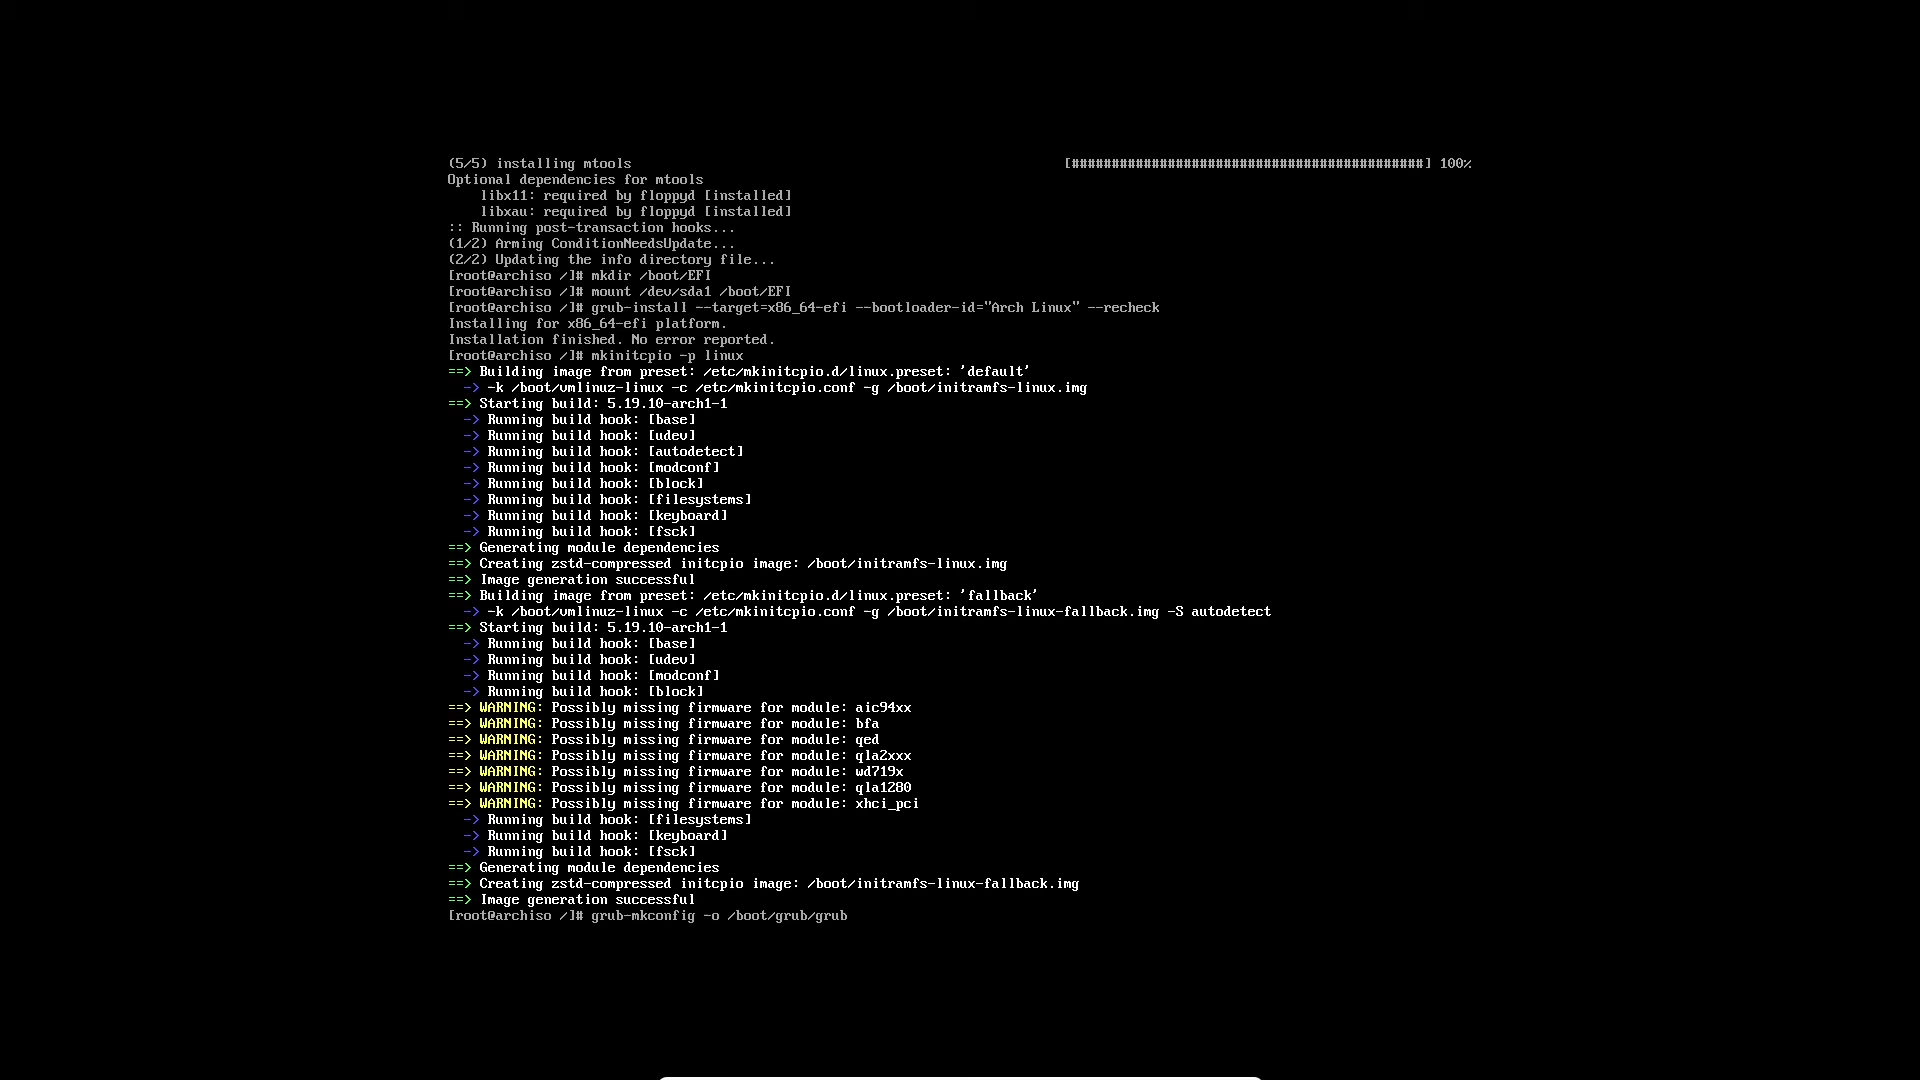 (5/5) installing mtools [############################################] 100%
Optional dependencies for mtools
    libx11: required by floppyd [installed]
    libxau: required by floppyd [installed]
:: Running post-transaction hooks...
(1/2) Arming ConditionNeedsUpdate...
(2/2) Updating the info directory file...
[root@archiso /]# mkdir /boot/EFI
[root@archiso /]# mount /dev/sda1 /boot/EFI
[root@archiso /]# grub-install --target=x86_64-efi --bootloader-id="Arch Linux" --recheck
Installing for x86_64-efi platform.
Installation finished. No error reported.
[root@archiso /]# mkinitcpio -p linux
==> Building image from preset: /etc/mkinitcpio.d/linux.preset: 'default'
  -> -k /boot/vmlinuz-linux -c /etc/mkinitcpio.conf -g /boot/initramfs-linux.img
==> Starting build: 5.19.10-arch1-1
  -> Running build hook: [base]
  -> Running build hook: [udev]
  -> Running build hook: [autodetect]
  -> Running build hook: [modconf]
  -> Running build hook: [block]
  -> Running build hook: [filesystems]
  -> Running build hook: [keyboard]
  -> Running build hook: [fsck]
==> Generating module dependencies
==> Creating zstd-compressed initcpio image: /boot/initramfs-linux.img
==> Image generation successful
==> Building image from preset: /etc/mkinitcpio.d/linux.preset: 'fallback'
  -> -k /boot/vmlinuz-linux -c /etc/mkinitcpio.conf -g /boot/initramfs-linux-fallback.img -S autodetect
==> Starting build: 5.19.10-arch1-1
  -> Running build hook: [base]
  -> Running build hook: [udev]
  -> Running build hook: [modconf]
  -> Running build hook: [block]
==> WARNING: Possibly missing firmware for module: aic94xx
==> WARNING: Possibly missing firmware for module: bfa
==> WARNING: Possibly missing firmware for module: qed
==> WARNING: Possibly missing firmware for module: qla2xxx
==> WARNING: Possibly missing firmware for module: wd719x
==> WARNING: Possibly missing firmware for module: qla1280
==> WARNING: Possibly missing firmware for module: xhci_pci
  -> Running build hook: [filesystems]
  -> Running build hook: [keyboard]
  -> Running build hook: [fsck]
==> Generating module dependencies
==> Creating zstd-compressed initcpio image: /boot/initramfs-linux-fallback.img
==> Image generation successful
[root@archiso /]# grub-mkconfig -o /boot/grub/grub